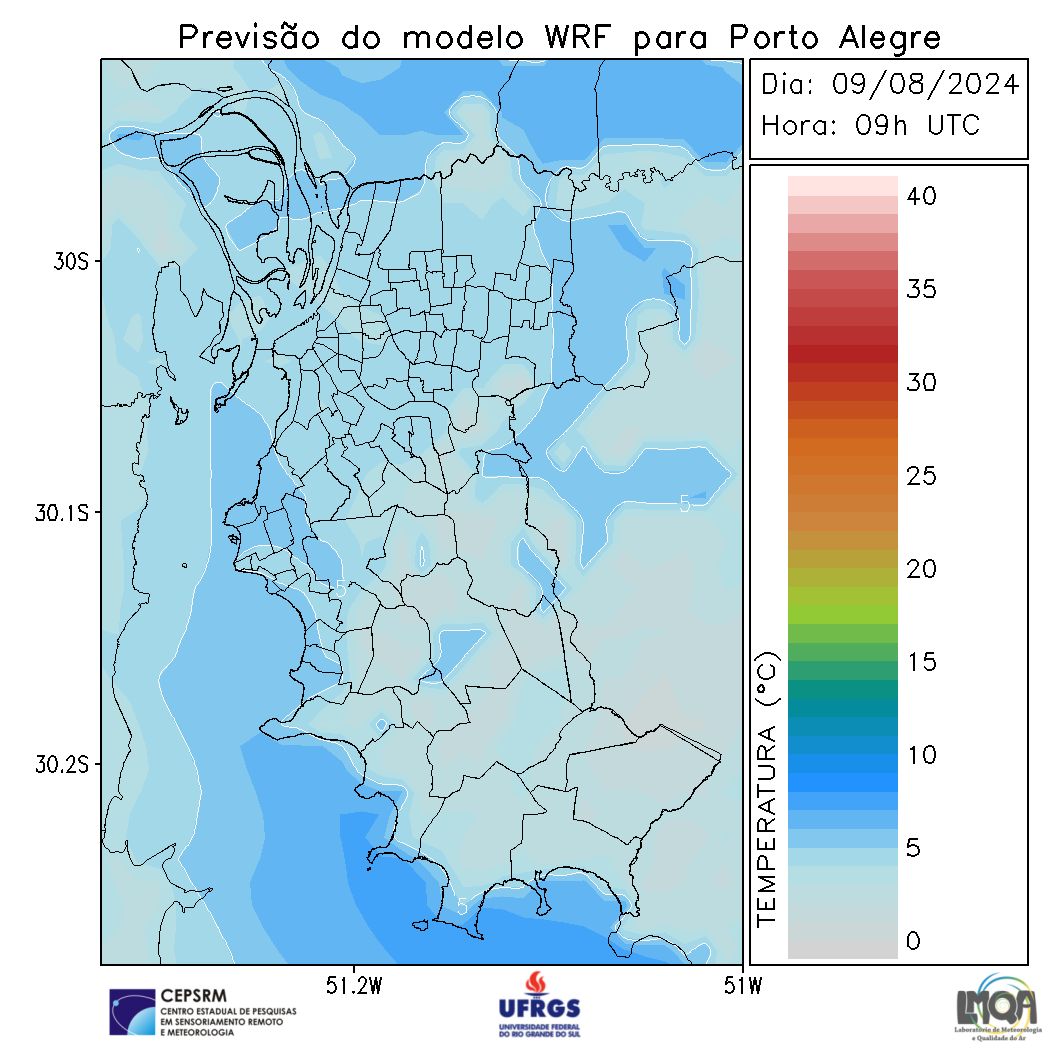 Previsão do modelo WRF para Porto Alegre
Dia: 09/08/2024
Hora: 09h UTC
40
35
30
25
20
15
10
5
0
TEMPERATURA (°C)
30S
30.1S
30.2S
51.2W
51W
5
5
5
CEPSRM
CENTRO ESTADUAL DE PESQUISAS
EM SENSORIAMENTO REMOTO
E METEOROLOGIA
UFRGS
UNIVERSIDADE FEDERAL
DO RIO GRANDE DO SUL
LMQA
Laboratório de Meteorologia
e Qualidade do Ar